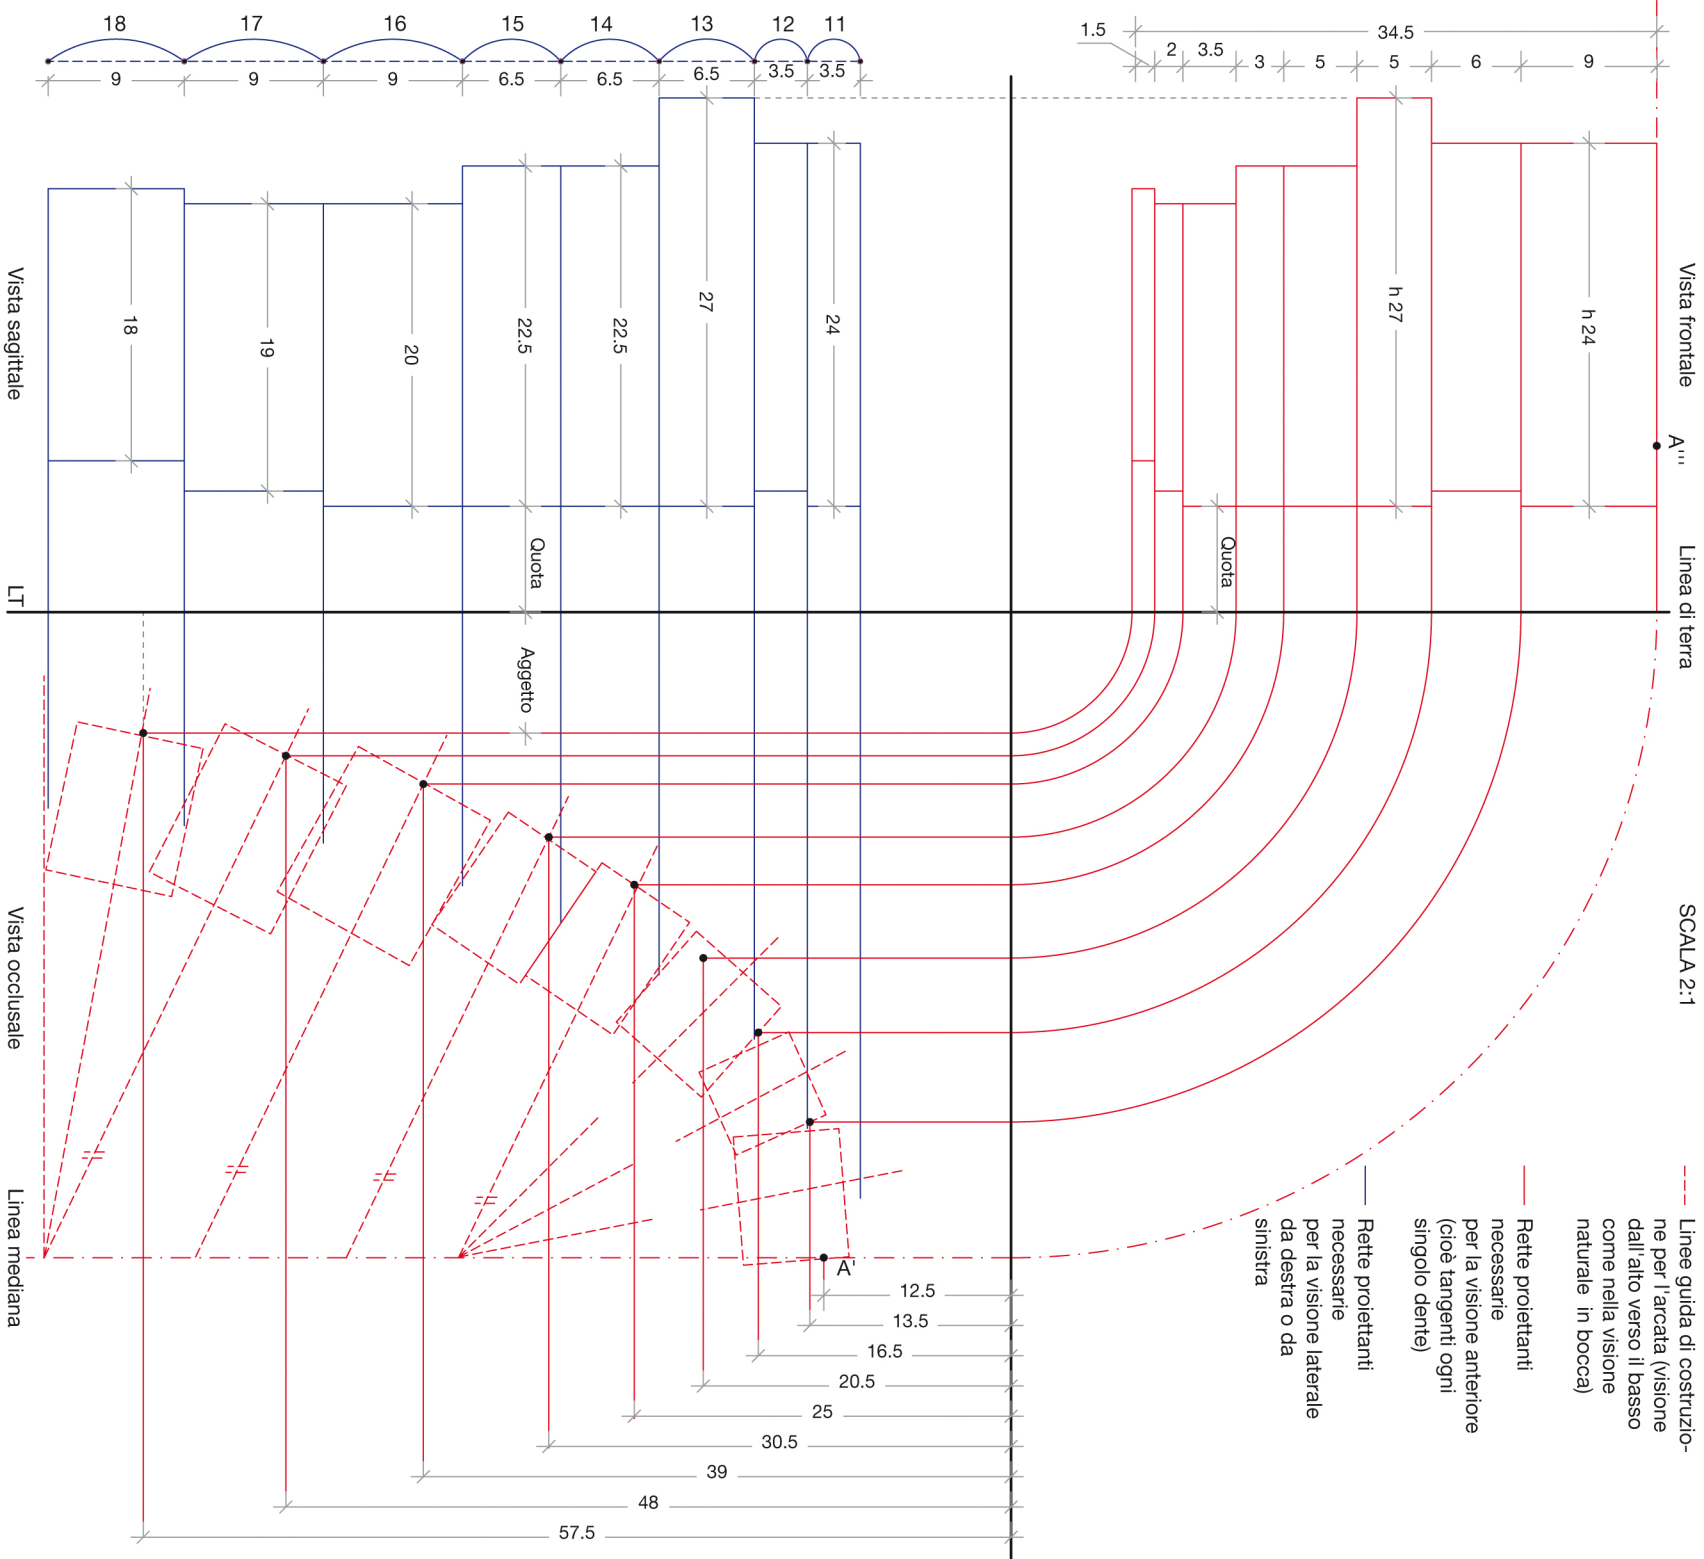 18 17 16 15 14 13 12 11
9 9 9 6.5 6.5 6.5 3.5 3.5
34.5
1.5 2 3.5 3 5 5 6 9
18
19
20
22.5
22.5
27
24
h 27
h 24
A'''
Vista sagittale
Vista frontale
Quota
Quota
LT
Linea di terra
Aggetto
Vista occlusale
SCALA 2:1
Linea mediana
A'
12.5
13.5
16.5
20.5
25
30.5
39
48
57.5
Linee guida di costruzio-
ne per l'arcata (visione
dall'alto verso il basso
come nella visione
naturale in bocca)
Rette proiettanti
necessarie
per la visione anteriore
(cioè tangenti ogni
singolo dente)
Rette proiettanti
necessarie
per la visione laterale
da destra o da
sinistra